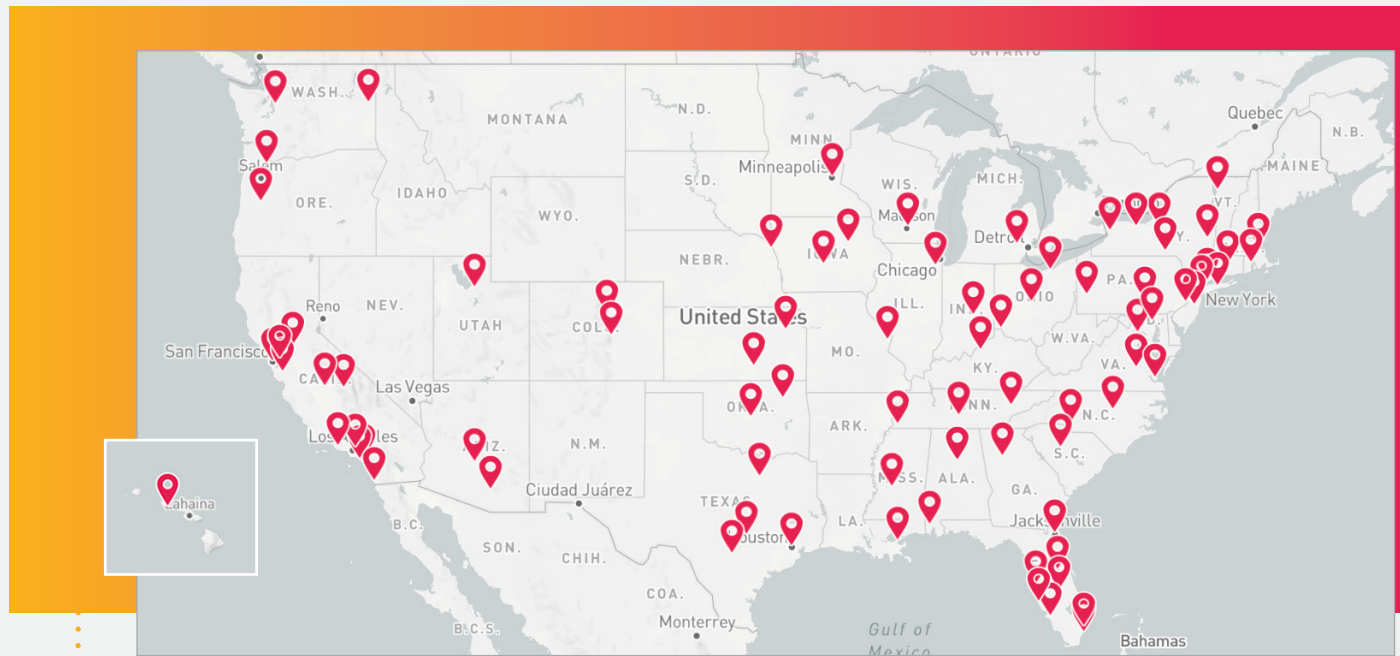 ONTARIO
WASH.
MONTANA
N.D.
MINN
Quebec
N.B.
Salem
Minneapolis
MAINE
IDAHO
S.D.
WIS.
MICH.
VT.
ORE.
WYO.
Madison
Detroit
Y.
NEBR.
IOWA
Chicago
PA.
Reno
NEV.
UTAH
COLO.
United States
ILL.
IND.
OHIO
New York
San Francisco
MO.
W.VA.
CALIF.
Las Vegas
KY.
VA.
Los Angeles
ARIZ.
N.M.
OKLA.
ARK.
TENN.
N.C.
S.C.
Lahaina
Ciudad Juárez
TEXAS
MISS.
ALA.
GA.
B.C.
SON.
CHIH.
Houston
LA.
Jacksonville
COA.
B.C.S.
Monterrey
Gulf of
Mexico
Bahamas